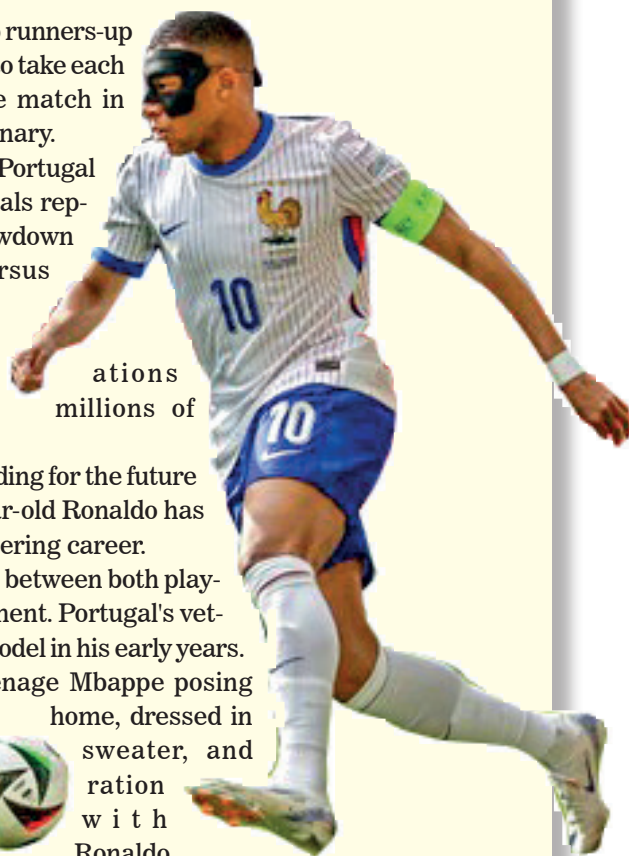 runners-up
to take each
e match in
nary.
Portugal
als rep-
wdown
rsus
ations
millions of
ding for the future
ar-old Ronaldo has
ering career.
between both play-
ment. Portugal's vet-
odel in his early years.
enage Mbappe posing
home, dressed in
sweater, and
ration
with
Ronaldo
10
10